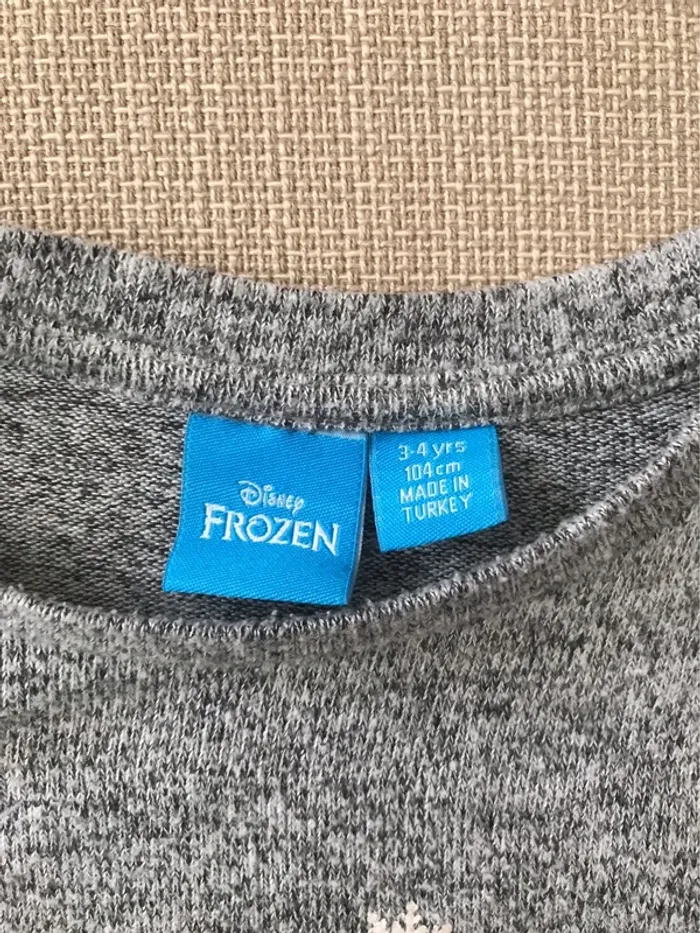 Disney
FROZEN
3-4 yrs
104cm
MADE IN
TURKEY